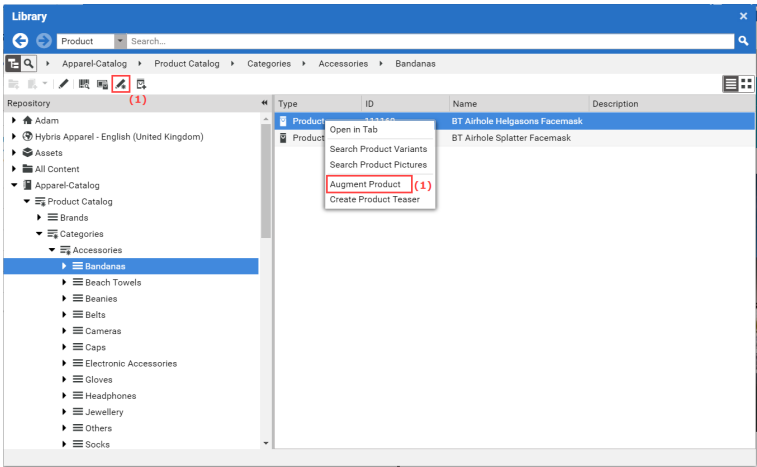 Library
Product
Search...
Apparel-Catalog
Product Catalog
Categories
Accessories
Bandanas
(1)
Repository
Type
ID
Name
Description
Adam
Hybris Apparel - English (United Kingdom)
Assets
All Content
Apparel-Catalog
Product Catalog
Brands
Categories
Accessories
Bandanas
Beach Towels
Beanies
Belts
Cameras
Caps
Electronic Accessories
Gloves
Headphones
Jewellery
Others
Socks
Product
BT Airhole Helgasons Facemask
Product
BT Airhole Splatter Facemask
Open in Tab
Search Product Variants
Search Product Pictures
Augment Product
(1)
Create Product Teaser